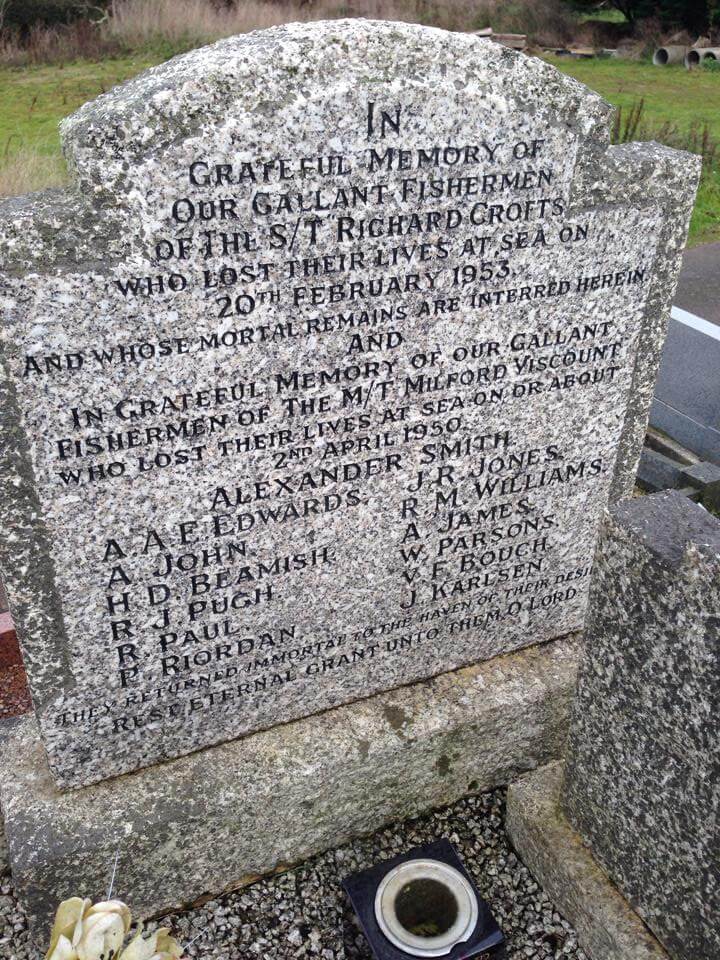 IN
GRATEFUL MEMORY OF
OUR GALLANT FISHERMEN
OF THE S/T RICHARD CROFTS
WHO LOST THEIR LIVES AT SEA ON
20TH FEBRUARY 1953.
AND WHOSE MORTAL REMAINS ARE INTERRED HEREIN
AND
IN GRATEFUL MEMORY OF OUR GALLANT
FISHERMEN OF THE M/T MILFORD VISCOUNT
WHO LOST THEIR LIVES AT SEA ON OR ABOUT
2ND APRIL 1950.
ALEXANDER SMITH
A. A. E. EDWARDS. J. R. JONES.
A. JOHN. R. M. WILLIAMS.
H. D. BEAMISH. A. JAMES.
R. J. PUGH. W. PARSONS.
R. PAUL. V. F. BOUCH.
P. RIORDAN J. KARLSEN.
THEY RETURNED IMMORTAL TO THE HAVEN OF THEIR DESIRE
REST ETERNAL GRANT UNTO THEM, O LORD